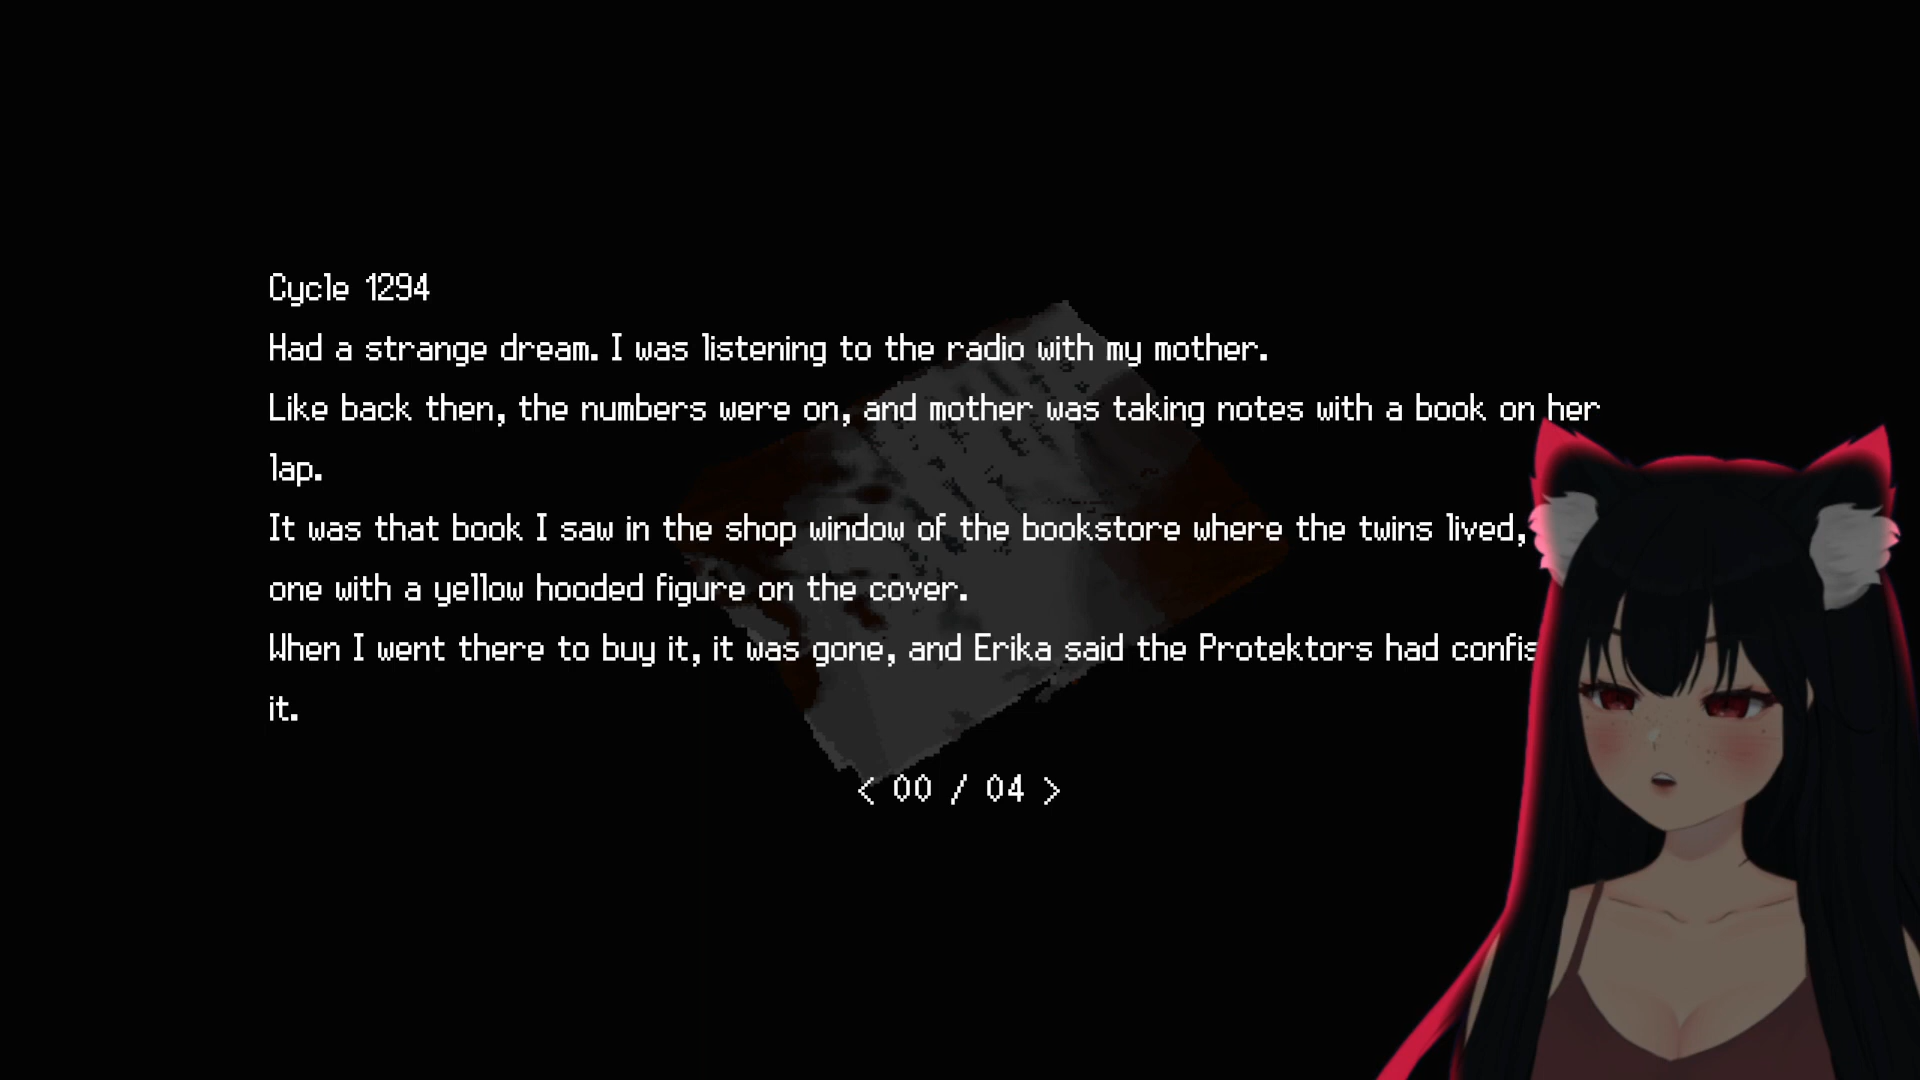 Cycle 1294
Had a strange dream. I was listening to the radio with my mother.
Like back then, the numbers were on, and mother was taking notes with a book on her
lap.
It was that book I saw in the shop window of the bookstore where the twins lived,
one with a yellow hooded figure on the cover.
When I went there to buy it, it was gone, and Erika said the Protektors had
it.
< 00 / 04 >